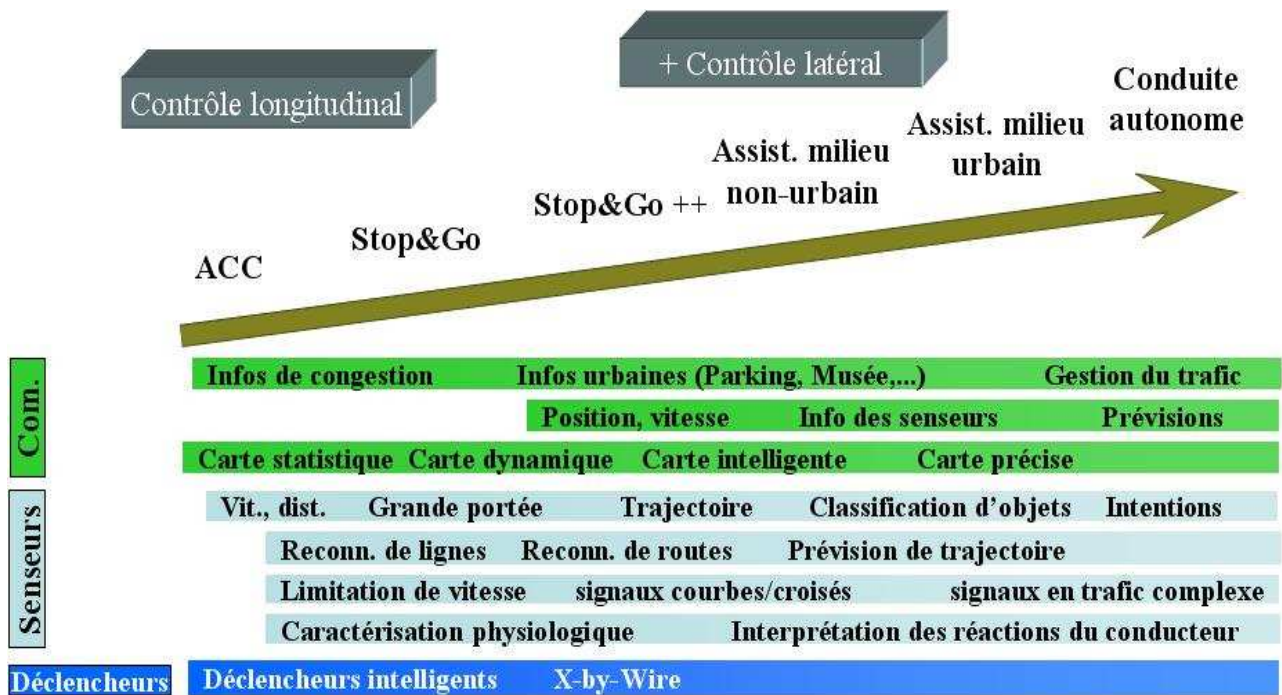 Contrôle longitudinal
+ Contrôle latéral
Conduite
autonome
Assist. milieu
urbain
Assist. milieu
non-urbain
Stop&Go ++
Stop&Go
ACC
Com.
Infos de congestion Infos urbaines (Parking, Musée,...) Gestion du trafic
Position, vitesse Info des senseurs Prévisions
Carte statistique Carte dynamique Carte intelligente Carte précise
Senseurs
Vit., dist. Grande portée Trajectoire Classification d'objets Intentions
Reconn. de lignes Reconn. de routes Prévision de trajectoire
Limitation de vitesse signaux courbes/croisés signaux en trafic complexe
Caractérisation physiologique Interprétation des réactions du conducteur
Déclencheurs Déclencheurs intelligents X-by-Wire